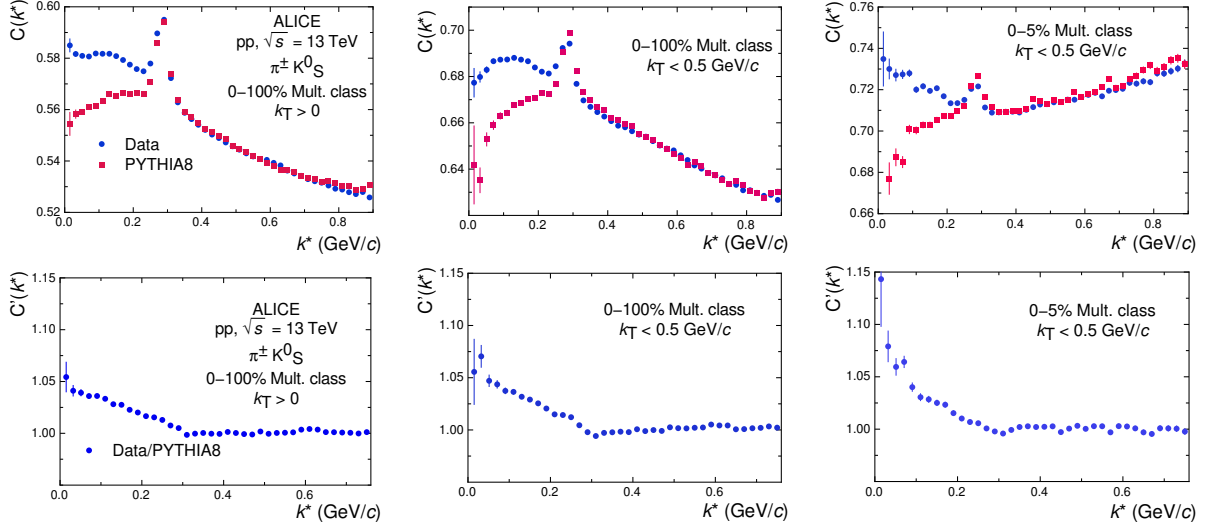 C(k*)
0.60
0.58
0.56
0.54
0.52
ALICE
pp, √s = 13 TeV
π± K⁰S
0−100% Mult. class
kT > 0
Data
PYTHIA8
0.0 0.2 0.4 0.6 0.8
k* (GeV/c)
C(k*)
0.70
0.68
0.66
0.64
0−100% Mult. class
kT < 0.5 GeV/c
0.0 0.2 0.4 0.6 0.8
k* (GeV/c)
C(k*)
0.76
0.74
0.72
0.70
0.68
0.66
0−5% Mult. class
kT < 0.5 GeV/c
0.0 0.2 0.4 0.6 0.8
k* (GeV/c)
C'(k*)
1.15
1.10
1.05
1.00
ALICE
pp, √s = 13 TeV
π± K⁰S
0−100% Mult. class
kT > 0
Data/PYTHIA8
0.0 0.2 0.4 0.6
k* (GeV/c)
C'(k*)
1.15
1.10
1.05
1.00
0−100% Mult. class
kT < 0.5 GeV/c
0.0 0.2 0.4 0.6
k* (GeV/c)
C'(k*)
1.15
1.10
1.05
1.00
0−5% Mult. class
kT < 0.5 GeV/c
0.0 0.2 0.4 0.6
k* (GeV/c)